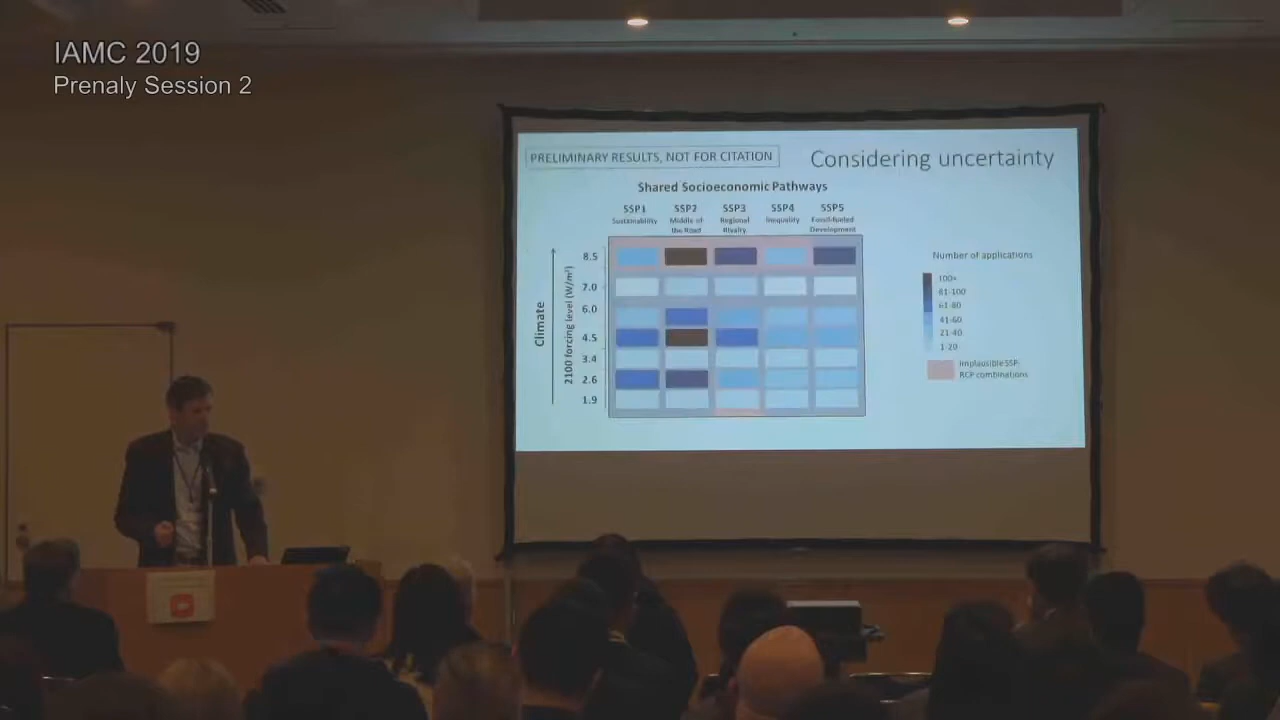 IAMC 2019
Prenaly Session 2
PRELIMINARY RESULTS, NOT FOR CITATION
Considering uncertainty
Shared Socioeconomic Pathways
SSP1 SSP2 SSP3 SSP4 SSP5
Sustainability Middle of Regional Inequality Fossil-fueled
the Road Rivalry Development
Climate
2100 forcing level (W/m²)
8.5
7.0
6.0
4.5
3.4
2.6
1.9
Number of applications
100+
81-100
61-80
41-60
21-40
1-20
Implausible SSP-
RCP combinations